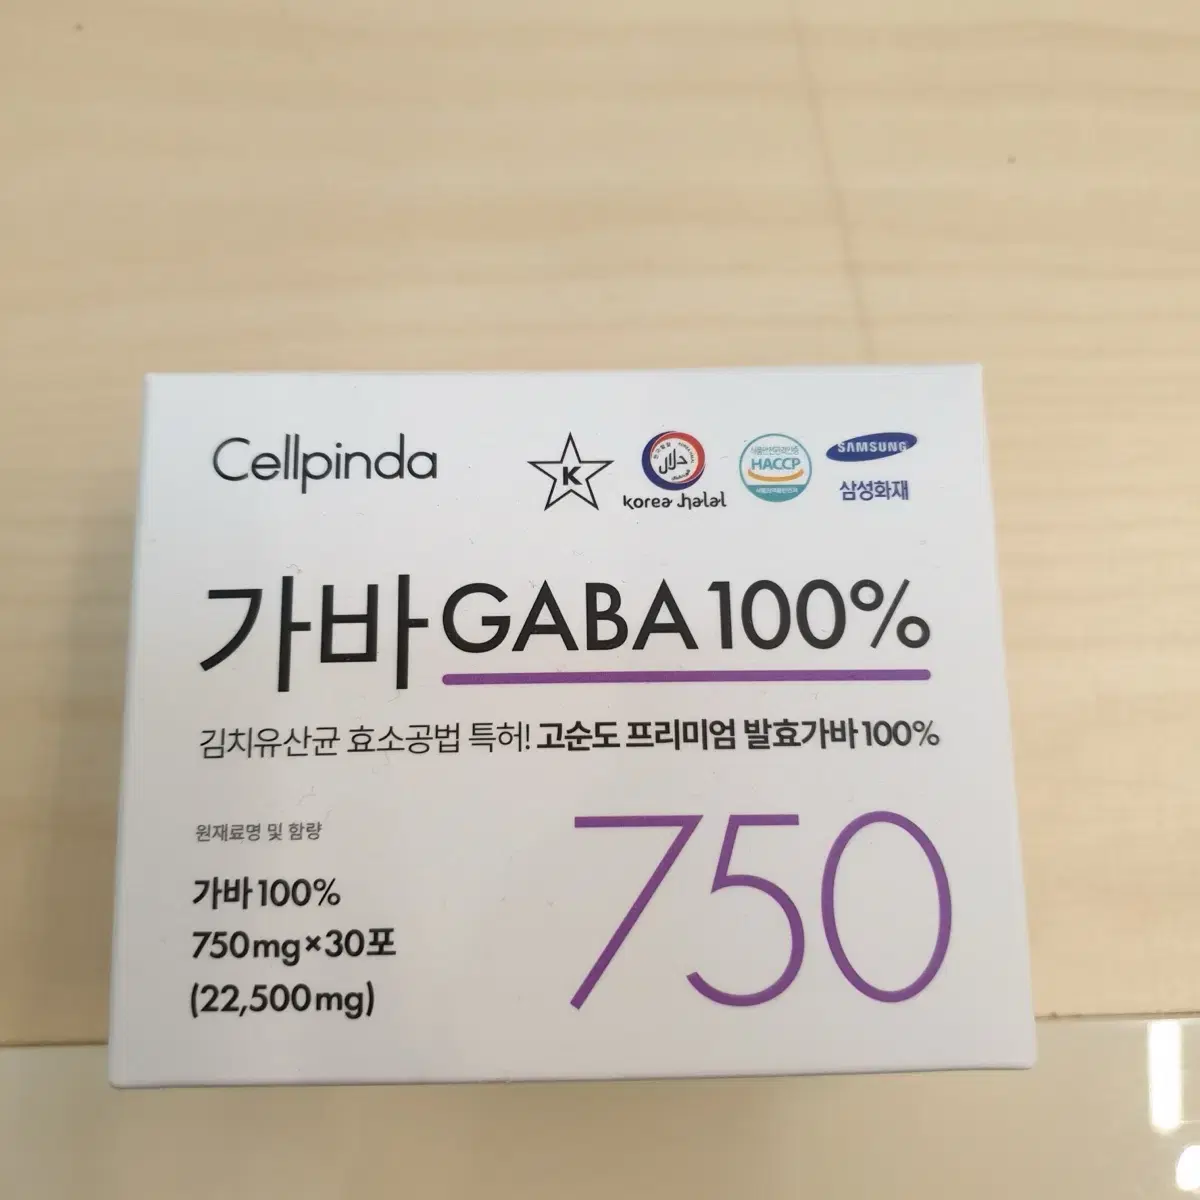 Cellpinda
K
حلال
korea halal
HACCP
SAMSUNG
삼성화재
가바 GABA 100%
김치유산균 효소공법 특허! 고순도 프리미엄 발효가바 100%
원재료명 및 함량
가바 100%
750mg×30포
(22,500mg)
750